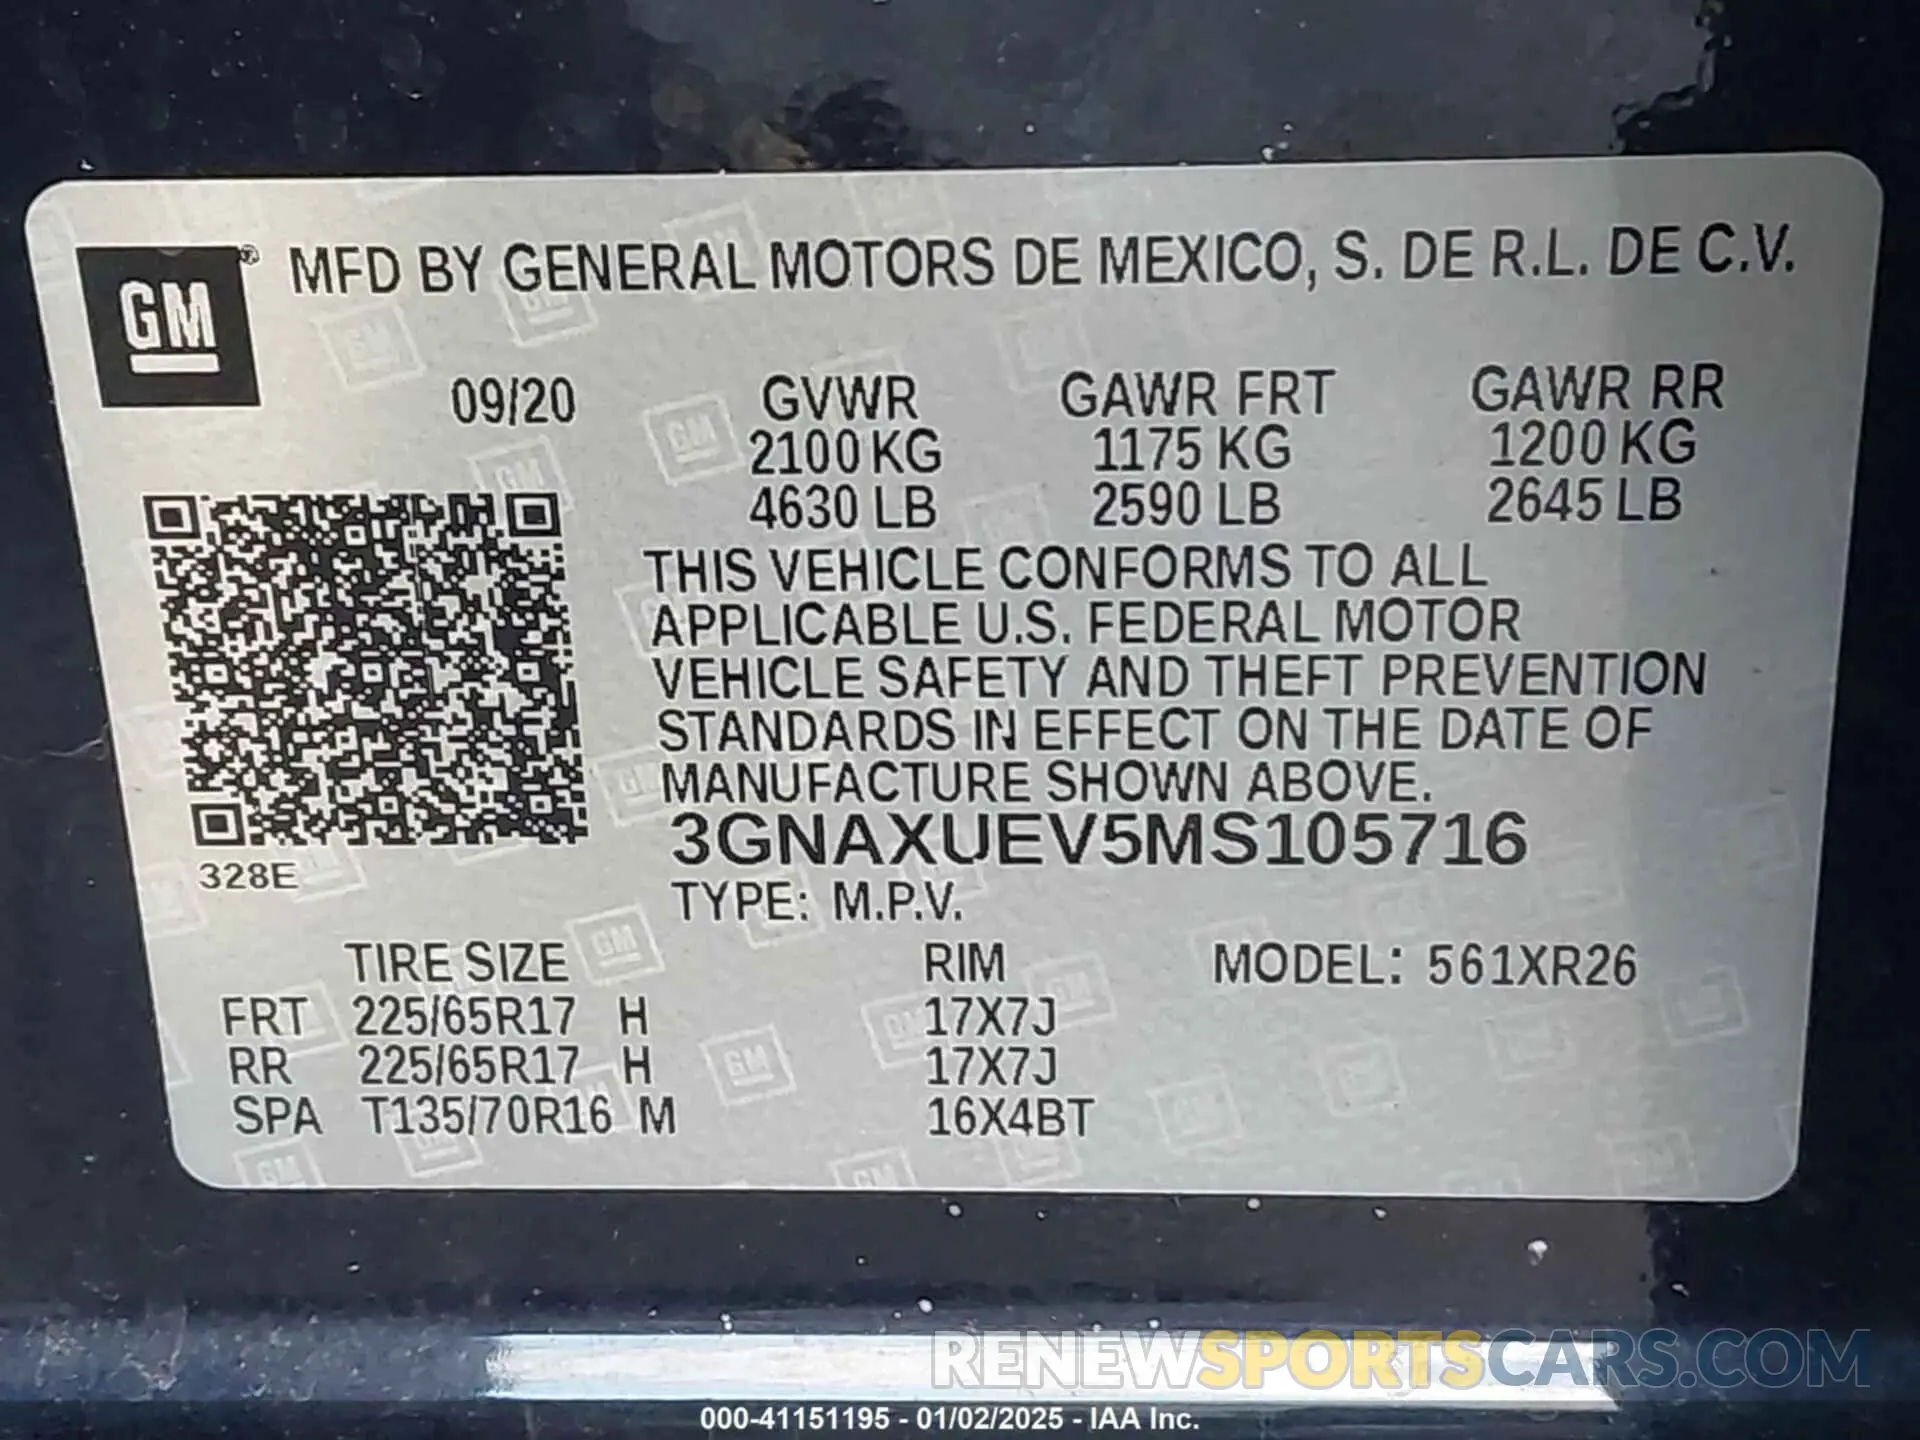 GM® MFD BY GENERAL MOTORS DE MEXICO, S. DE R.L. DE C.V.
09/20 GVWR GAWR FRT GAWR RR
2100 KG 1175 KG 1200 KG
4630 LB 2590 LB 2645 LB
THIS VEHICLE CONFORMS TO ALL
APPLICABLE U.S. FEDERAL MOTOR
VEHICLE SAFETY AND THEFT PREVENTION
STANDARDS IN EFFECT ON THE DATE OF
MANUFACTURE SHOWN ABOVE.
3GNAXUEV5MS105716
328E
TYPE: M.P.V.
TIRE SIZE RIM MODEL: 561XR26
FRT 225/65R17 H 17X7J
RR 225/65R17 H 17X7J
SPA T135/70R16 M 16X4BT
RENEWSPORTSCARS.COM
000-41151195 - 01/02/2025 - IAA Inc.